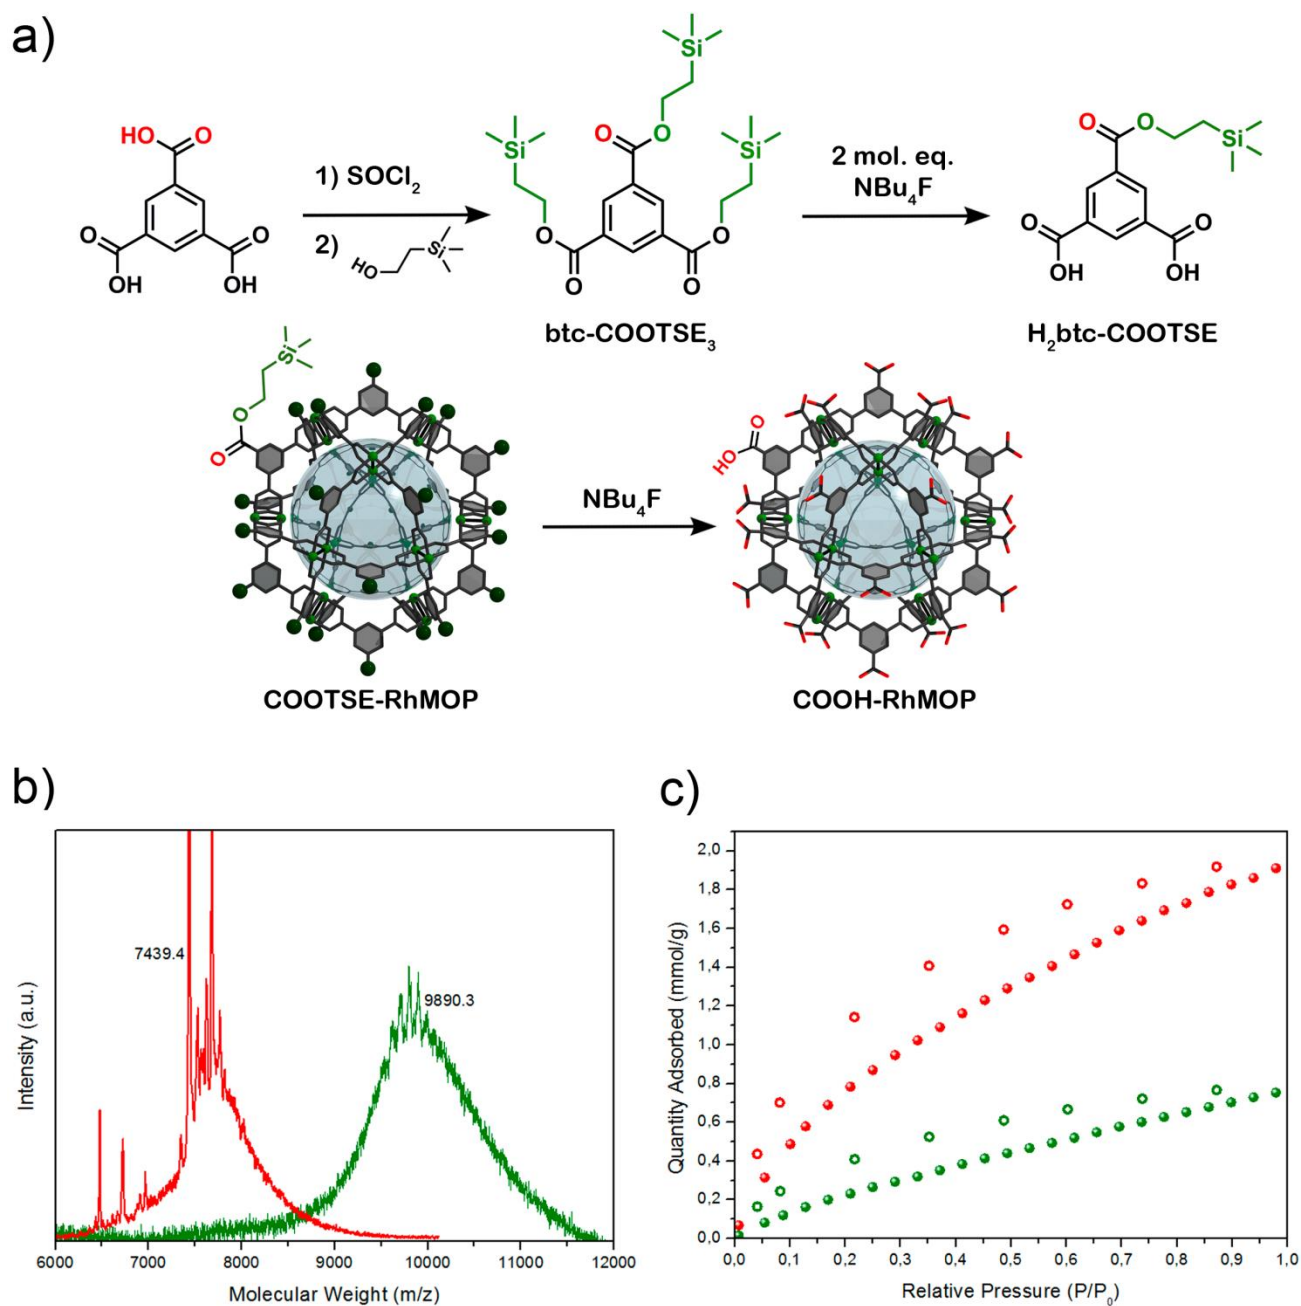 a)
Si
HO O
O O
Si Si
1) SOCl2
2) HO Si
2 mol. eq.
NBu4F
O O Si
O O
OH OH
O O
O O
O O
OH OH
btc-COOTSE3
H2btc-COOTSE
Si
O
O
O
HO
NBu4F
COOTSE-RhMOP
COOH-RhMOP
b)
7439.4
9890.3
Intensity (a.u.)
6000 7000 8000 9000 10000 11000 12000
Molecular Weight (m/z)
c)
2,0
1,8
1,6
1,4
1,2
1,0
0,8
0,6
0,4
0,2
0,0
Quantity Adsorbed (mmol/g)
0,0 0,1 0,2 0,3 0,4 0,5 0,6 0,7 0,8 0,9 1,0
Relative Pressure (P/P0)